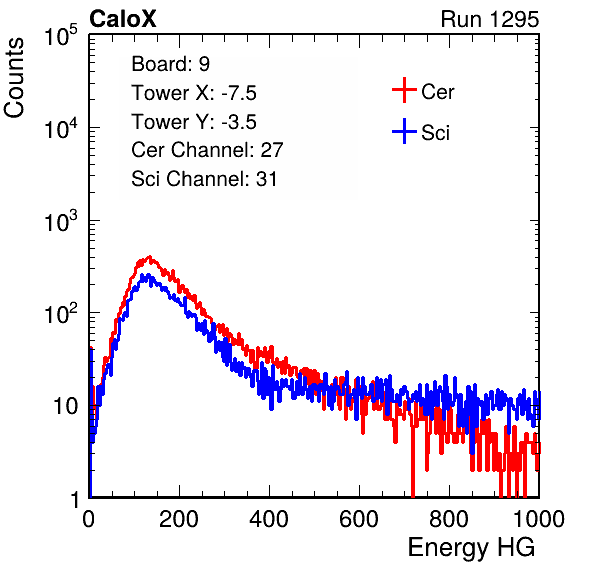 CaloX Run 1295
Counts
10^5
10^4
10^3
10^2
10
1
Board: 9
Tower X: -7.5
Tower Y: -3.5
Cer Channel: 27
Sci Channel: 31
Cer
Sci
0 200 400 600 800 1000
Energy HG